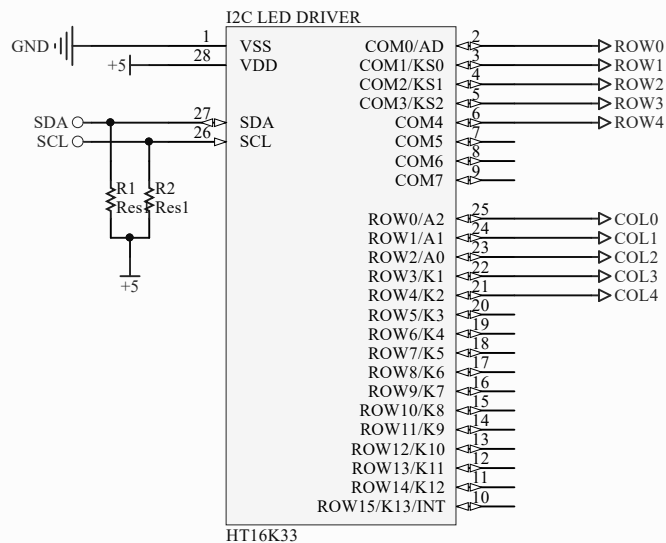 I2C LED DRIVER
GND 1 VSS COM0/AD 2 ROW0
+5 28 VDD COM1/KS0 3 ROW1
COM2/KS1 4 ROW2
COM3/KS2 5 ROW3
SDA 27 SDA COM4 6 ROW4
SCL 26 SCL COM5 7
COM6 8
COM7 9
R1 R2
Res1 Res1
ROW0/A2 25 COL0
ROW1/A1 24 COL1
ROW2/A0 23 COL2
+5 ROW3/K1 22 COL3
ROW4/K2 21 COL4
ROW5/K3 20
ROW6/K4 19
ROW7/K5 18
ROW8/K6 17
ROW9/K7 16
ROW10/K8 15
ROW11/K9 14
ROW12/K10 13
ROW13/K11 12
ROW14/K12 11
ROW15/K13/INT 10
HT16K33